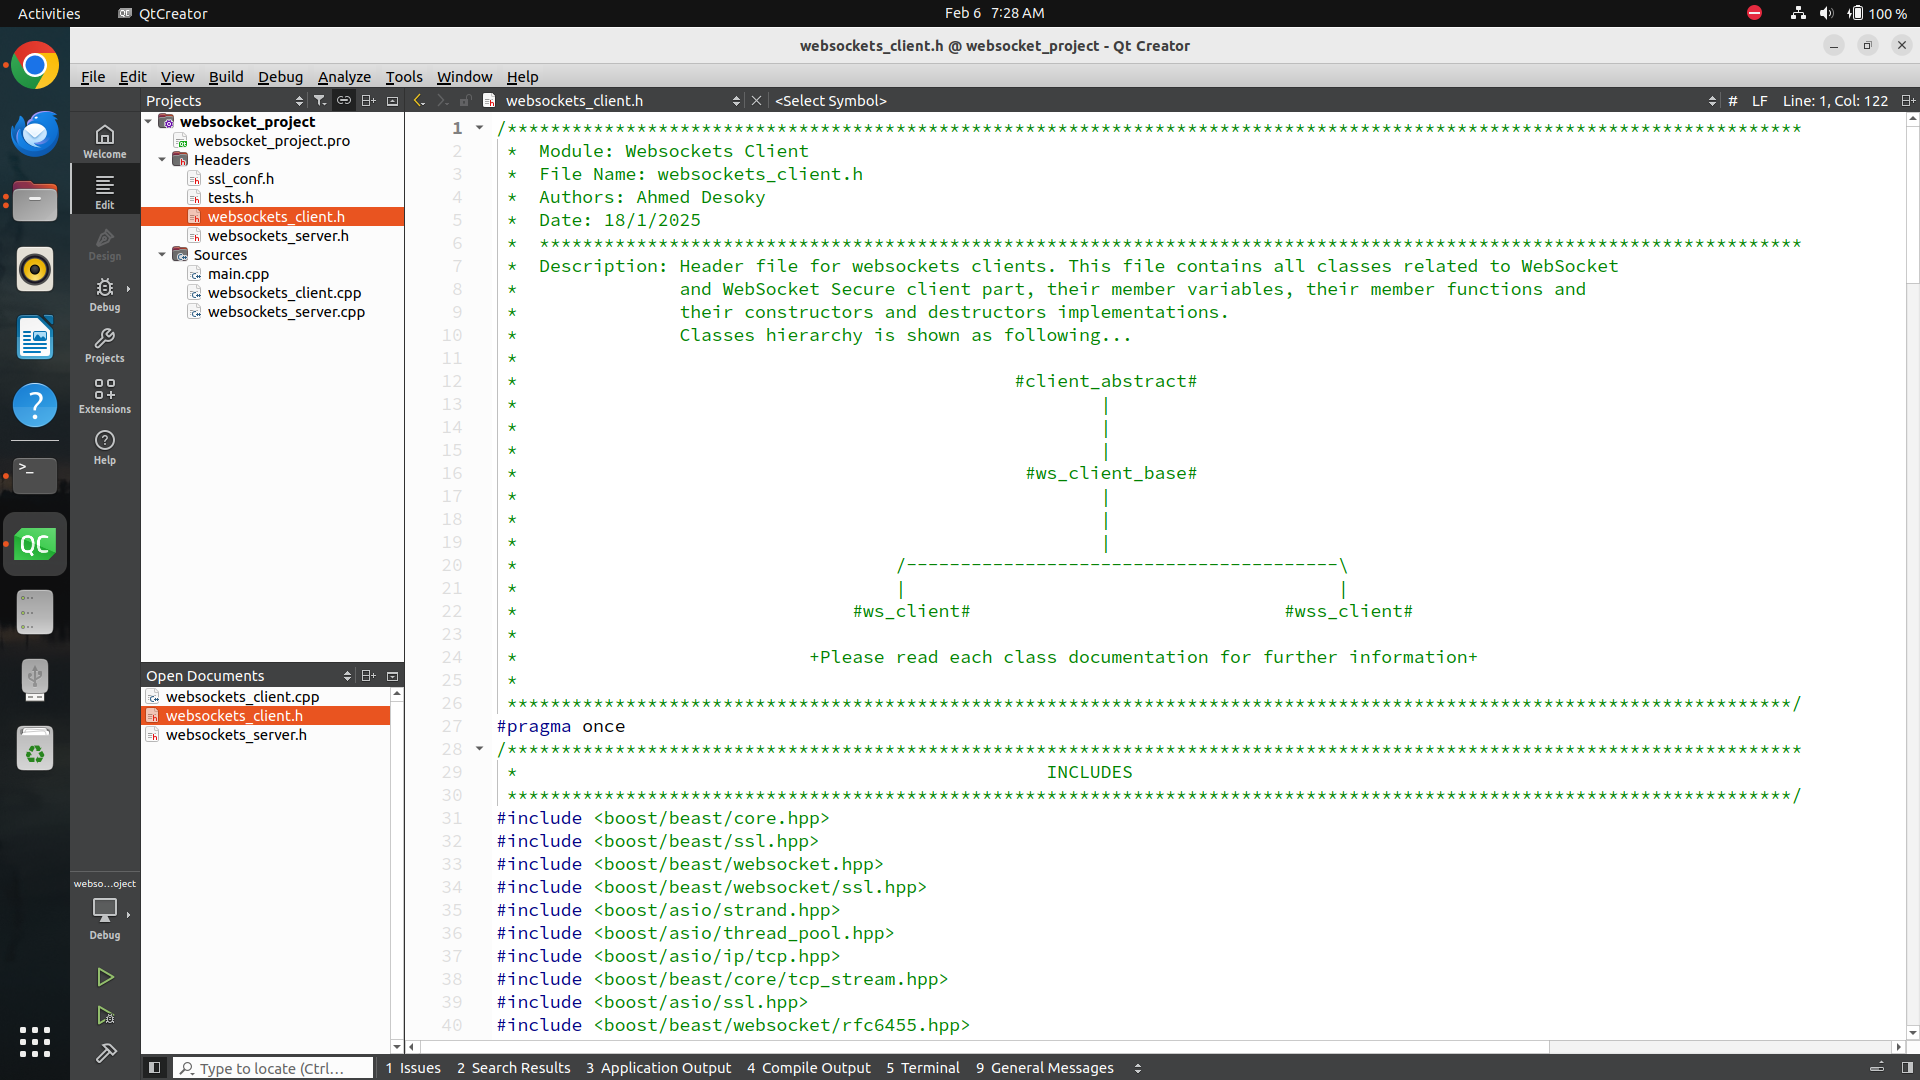 Activities
QtCreator
Feb 6 7:28 AM
100 %
websockets_client.h @ websocket_project - Qt Creator
File Edit View Build Debug Analyze Tools Window Help
Projects
websockets_client.h
<Select Symbol>
# LF Line: 1, Col: 122
Welcome
Edit
Design
Debug
Projects
Extensions
Help
webso...oject
Debug
websocket_project
websocket_project.pro
Headers
ssl_conf.h
tests.h
websockets_client.h
websockets_server.h
Sources
main.cpp
websockets_client.cpp
websockets_server.cpp
Open Documents
websockets_client.cpp
websockets_client.h
websockets_server.h
1 /************************************************************************************************************************
2 * Module: Websockets Client
3 * File Name: websockets_client.h
4 * Authors: Ahmed Desoky
5 * Date: 18/1/2025
6 * *********************************************************************************************************************
7 * Description: Header file for websockets clients. This file contains all classes related to WebSocket
8 * and WebSocket Secure client part, their member variables, their member functions and
9 * their constructors and destructors implementations.
10 * Classes hierarchy is shown as following...
11 *
12 * #client_abstract#
13 * |
14 * |
15 * |
16 * #ws_client_base#
17 * |
18 * |
19 * |
20 * /----------------------------------------\
21 * | |
22 * #ws_client# #wss_client#
23 *
24 * +Please read each class documentation for further information+
25 *
26 ***********************************************************************************************************************/
27 #pragma once
28 /************************************************************************************************************************
29 * INCLUDES
30 ***********************************************************************************************************************/
31 #include <boost/beast/core.hpp>
32 #include <boost/beast/ssl.hpp>
33 #include <boost/beast/websocket.hpp>
34 #include <boost/beast/websocket/ssl.hpp>
35 #include <boost/asio/strand.hpp>
36 #include <boost/asio/thread_pool.hpp>
37 #include <boost/asio/ip/tcp.hpp>
38 #include <boost/beast/core/tcp_stream.hpp>
39 #include <boost/asio/ssl.hpp>
40 #include <boost/beast/websocket/rfc6455.hpp>
Type to locate (Ctrl...
1 Issues 2 Search Results 3 Application Output 4 Compile Output 5 Terminal 9 General Messages